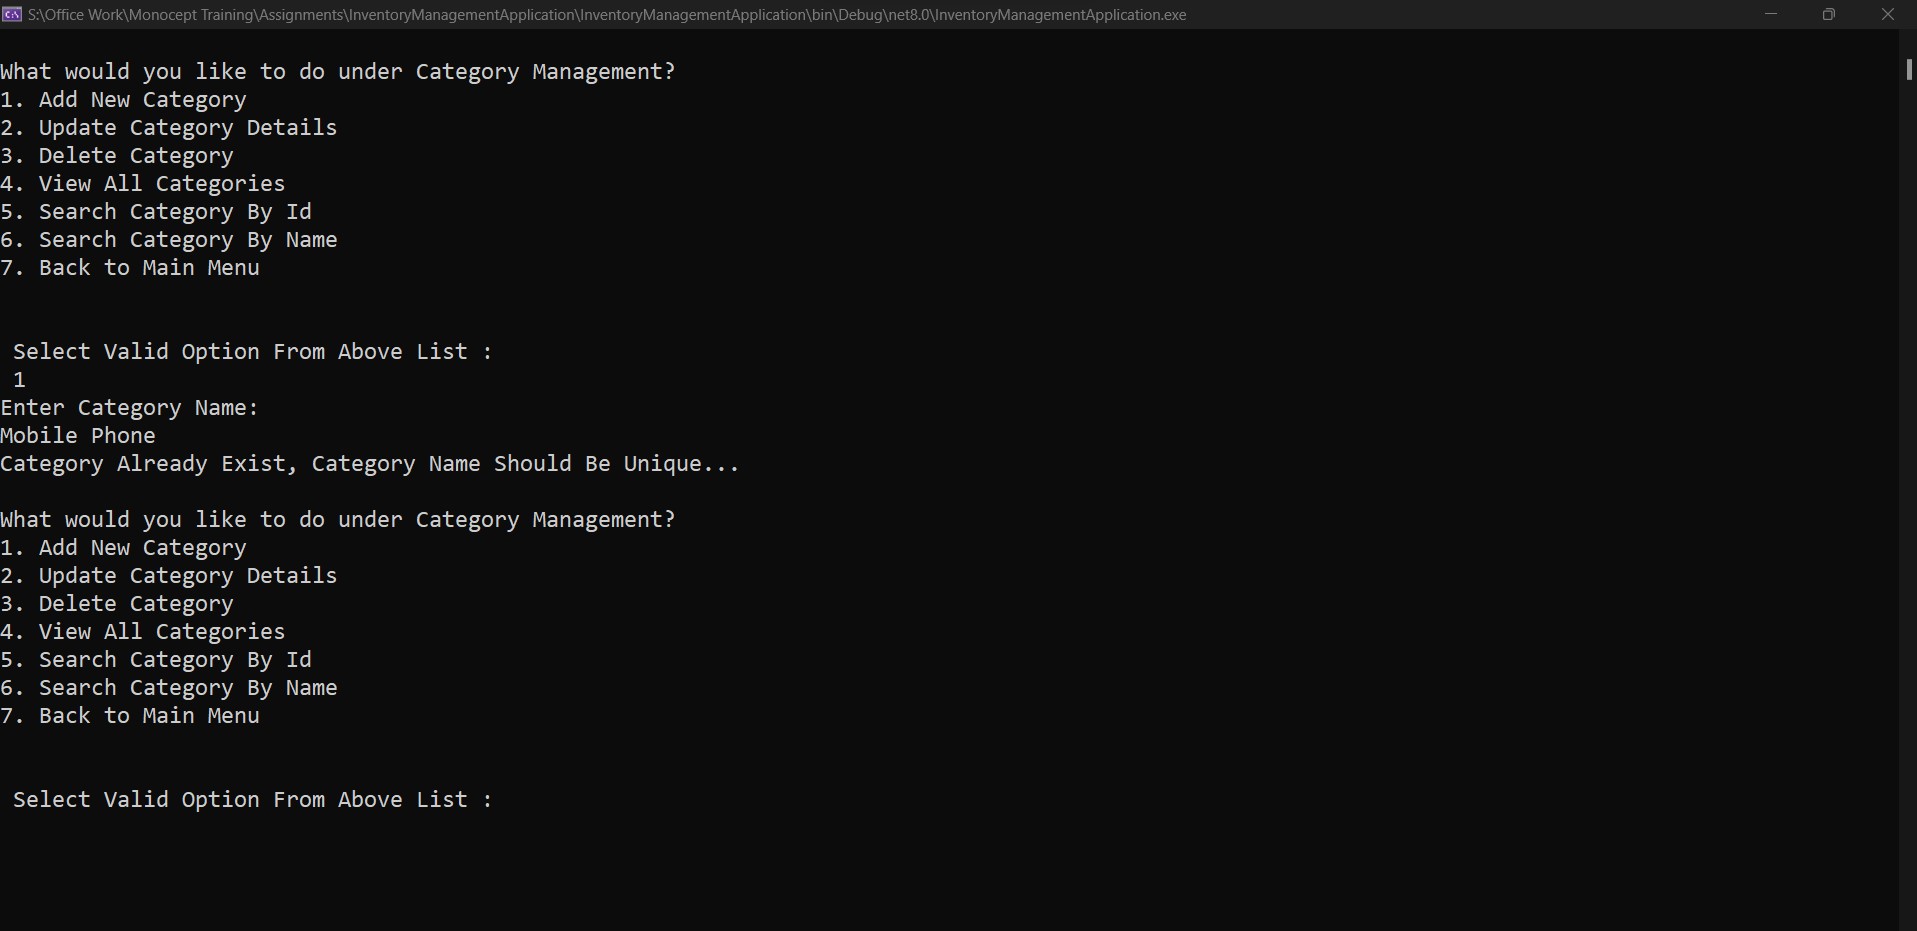 S:\Office Work\Monocept Training\Assignments\InventoryManagementApplication\InventoryManagementApplication\bin\Debug\net8.0\InventoryManagementApplication.exe
What would you like to do under Category Management?
1. Add New Category
2. Update Category Details
3. Delete Category
4. View All Categories
5. Search Category By Id
6. Search Category By Name
7. Back to Main Menu
Select Valid Option From Above List :
1
Enter Category Name:
Mobile Phone
Category Already Exist, Category Name Should Be Unique...
What would you like to do under Category Management?
1. Add New Category
2. Update Category Details
3. Delete Category
4. View All Categories
5. Search Category By Id
6. Search Category By Name
7. Back to Main Menu
Select Valid Option From Above List :